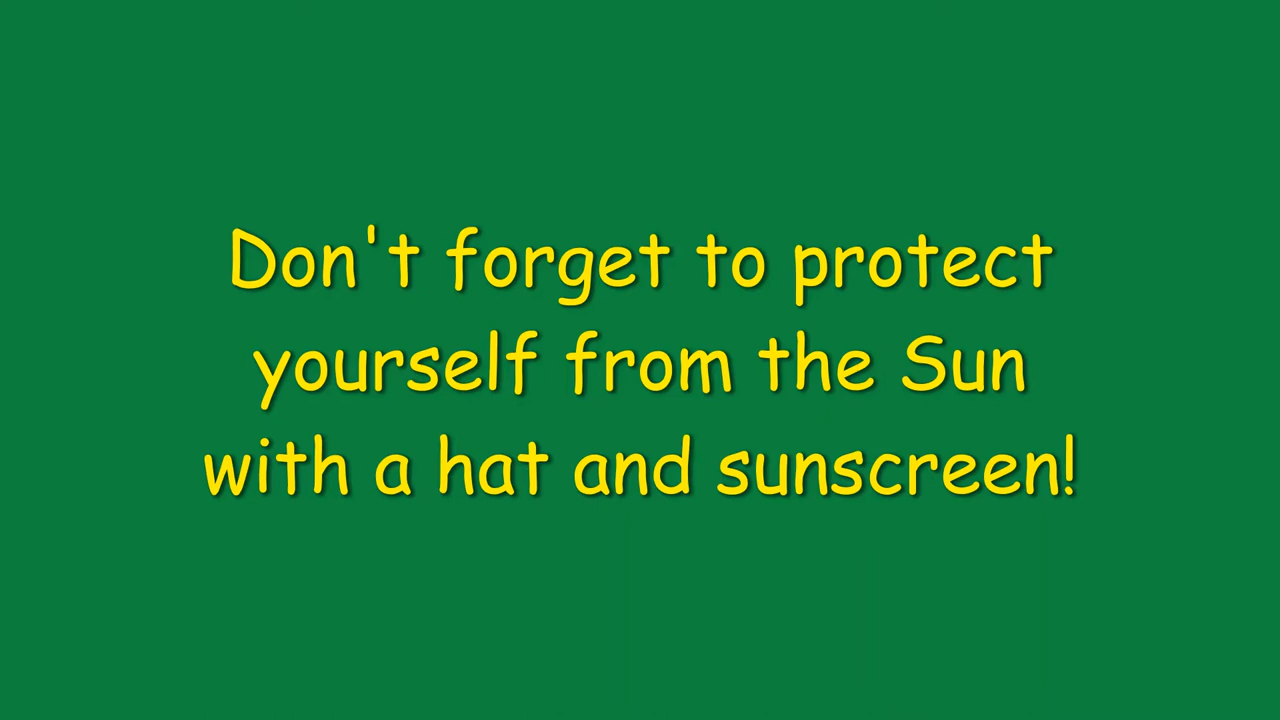 Don't forget to protect
yourself from the Sun
with a hat and sunscreen!